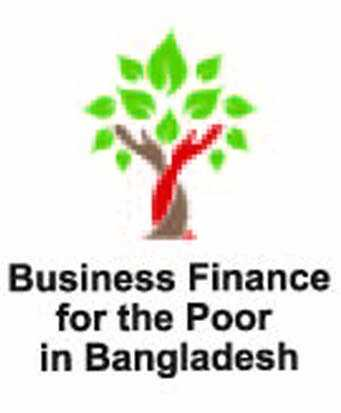 Business Finance
for the Poor
in Bangladesh